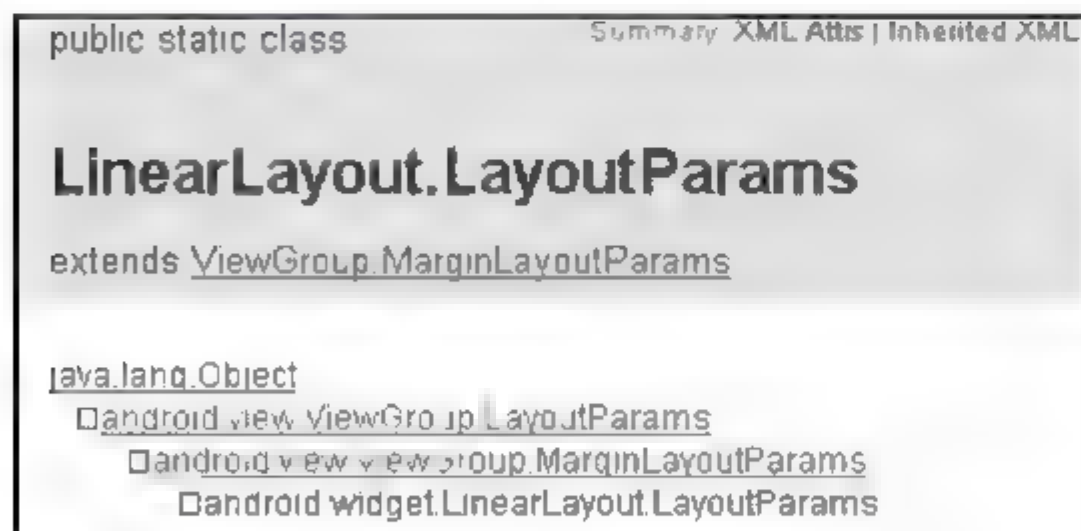 public static class
Summary XML Attrs | Inherited XML
LinearLayout.LayoutParams
extends ViewGroup.MarginLayoutParams
java.lang.Object
android.view.ViewGroup.LayoutParams
android.view.ViewGroup.MarginLayoutParams
android.widget.LinearLayout.LayoutParams